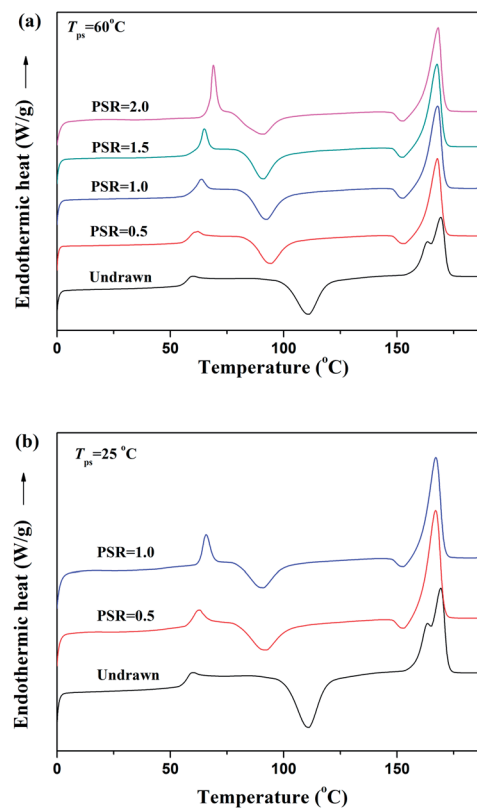 (a)
T_ps=60°C
PSR=2.0
PSR=1.5
PSR=1.0
PSR=0.5
Undrawn
Endothermic heat (W/g) →
0 50 100 150
Temperature (°C)
(b)
T_ps=25 °C
PSR=1.0
PSR=0.5
Undrawn
Endothermic heat (W/g) →
0 50 100 150
Temperature (°C)